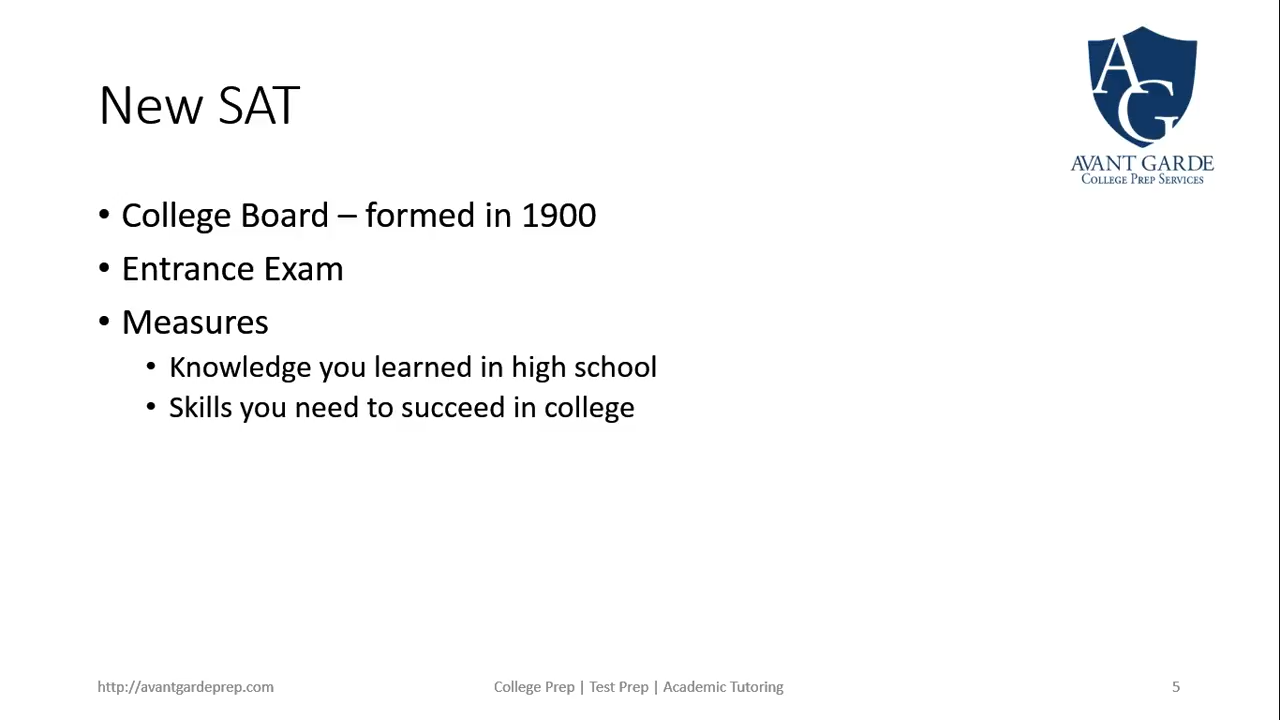 AG
AVANT GARDE
COLLEGE PREP SERVICES
New SAT
• College Board – formed in 1900
• Entrance Exam
• Measures
• Knowledge you learned in high school
• Skills you need to succeed in college
http://avantgardeprep.com
College Prep | Test Prep | Academic Tutoring
5